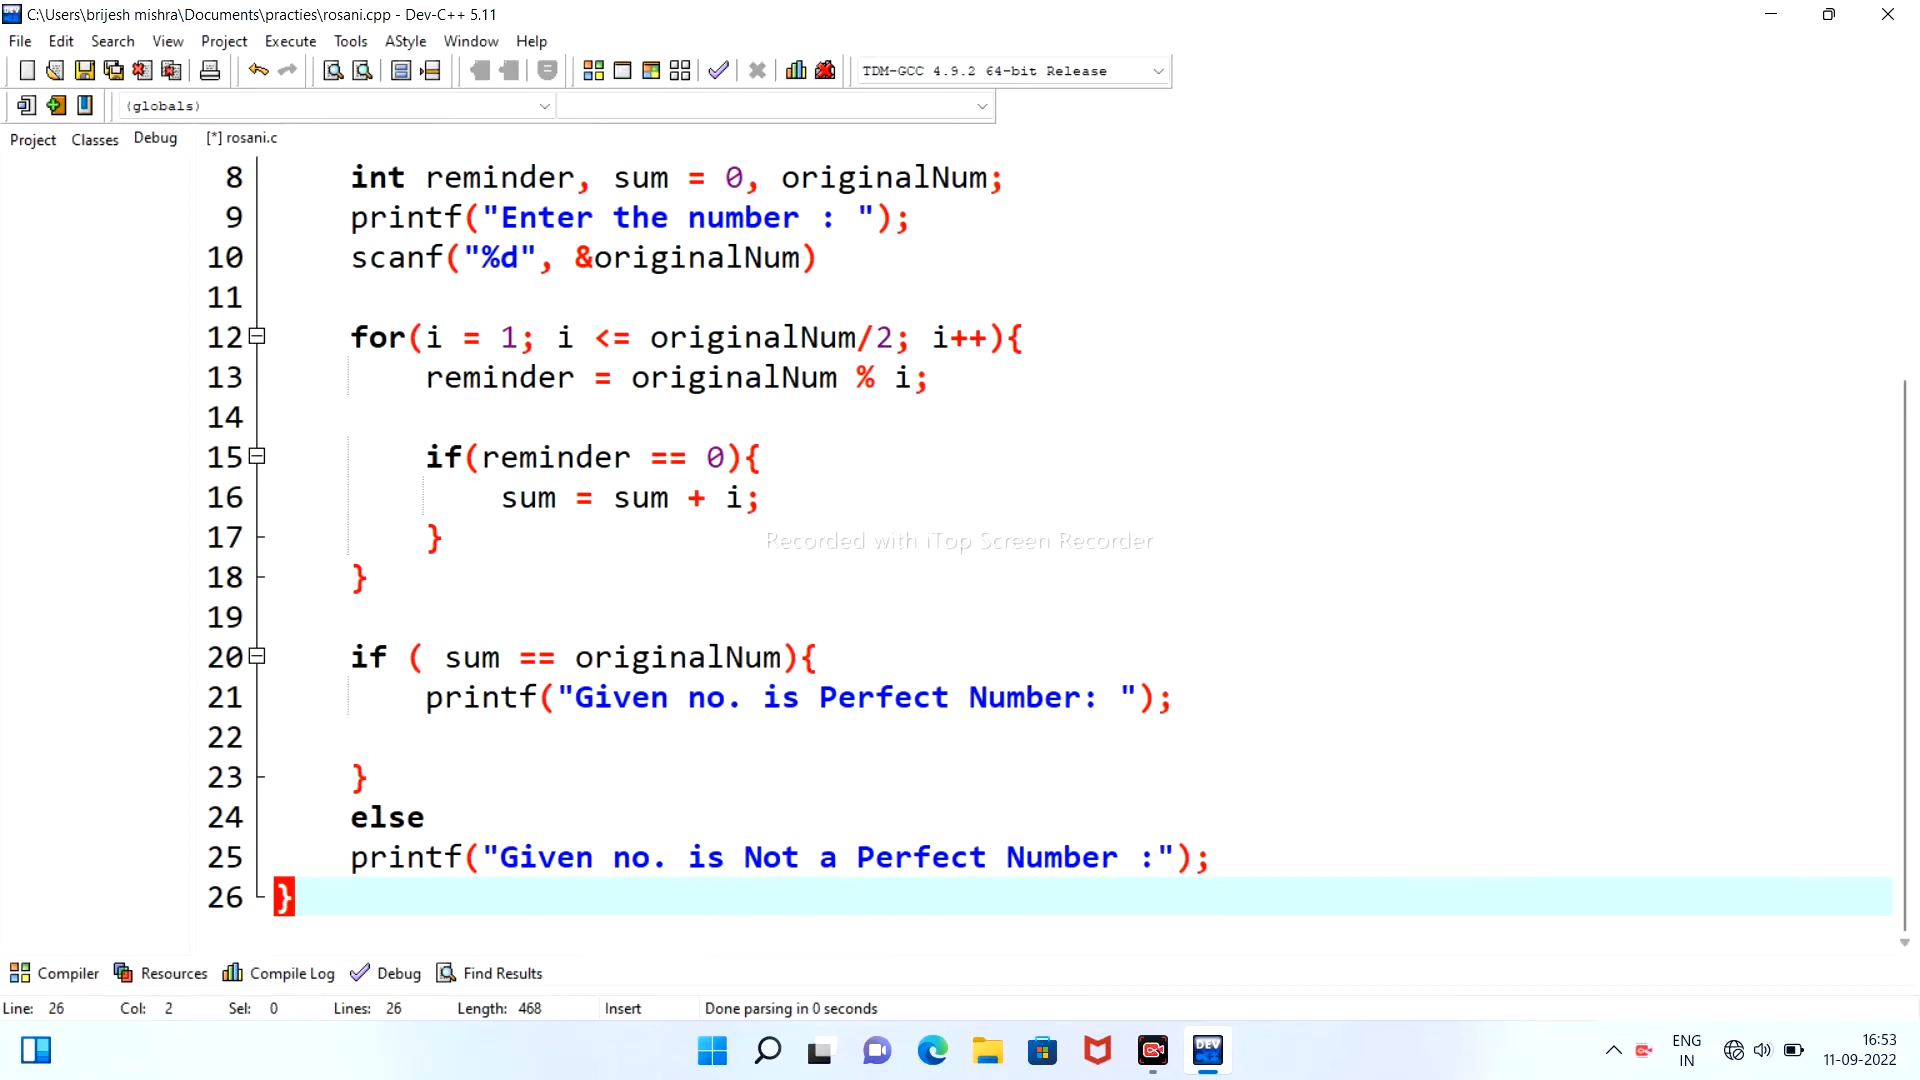 C:\Users\brijesh mishra\Documents\practies\rosani.cpp - Dev-C++ 5.11
File Edit Search View Project Execute Tools AStyle Window Help
TDM-GCC 4.9.2 64-bit Release
(globals)
Project Classes Debug [*] rosani.c
8 int reminder, sum = 0, originalNum;
9 printf("Enter the number : ");
10 scanf("%d", &originalNum)
11
12 for(i = 1; i <= originalNum/2; i++){
13 reminder = originalNum % i;
14
15 if(reminder == 0){
16 sum = sum + i;
17 }
Recorded with iTop Screen Recorder
18 }
19
20 if ( sum == originalNum){
21 printf("Given no. is Perfect Number: ");
22
23 }
24 else
25 printf("Given no. is Not a Perfect Number :");
26 }
Compiler Resources Compile Log Debug Find Results
Line: 26 Col: 2 Sel: 0 Lines: 26 Length: 468 Insert Done parsing in 0 seconds
DEV
ENG
IN
16:53
11-09-2022